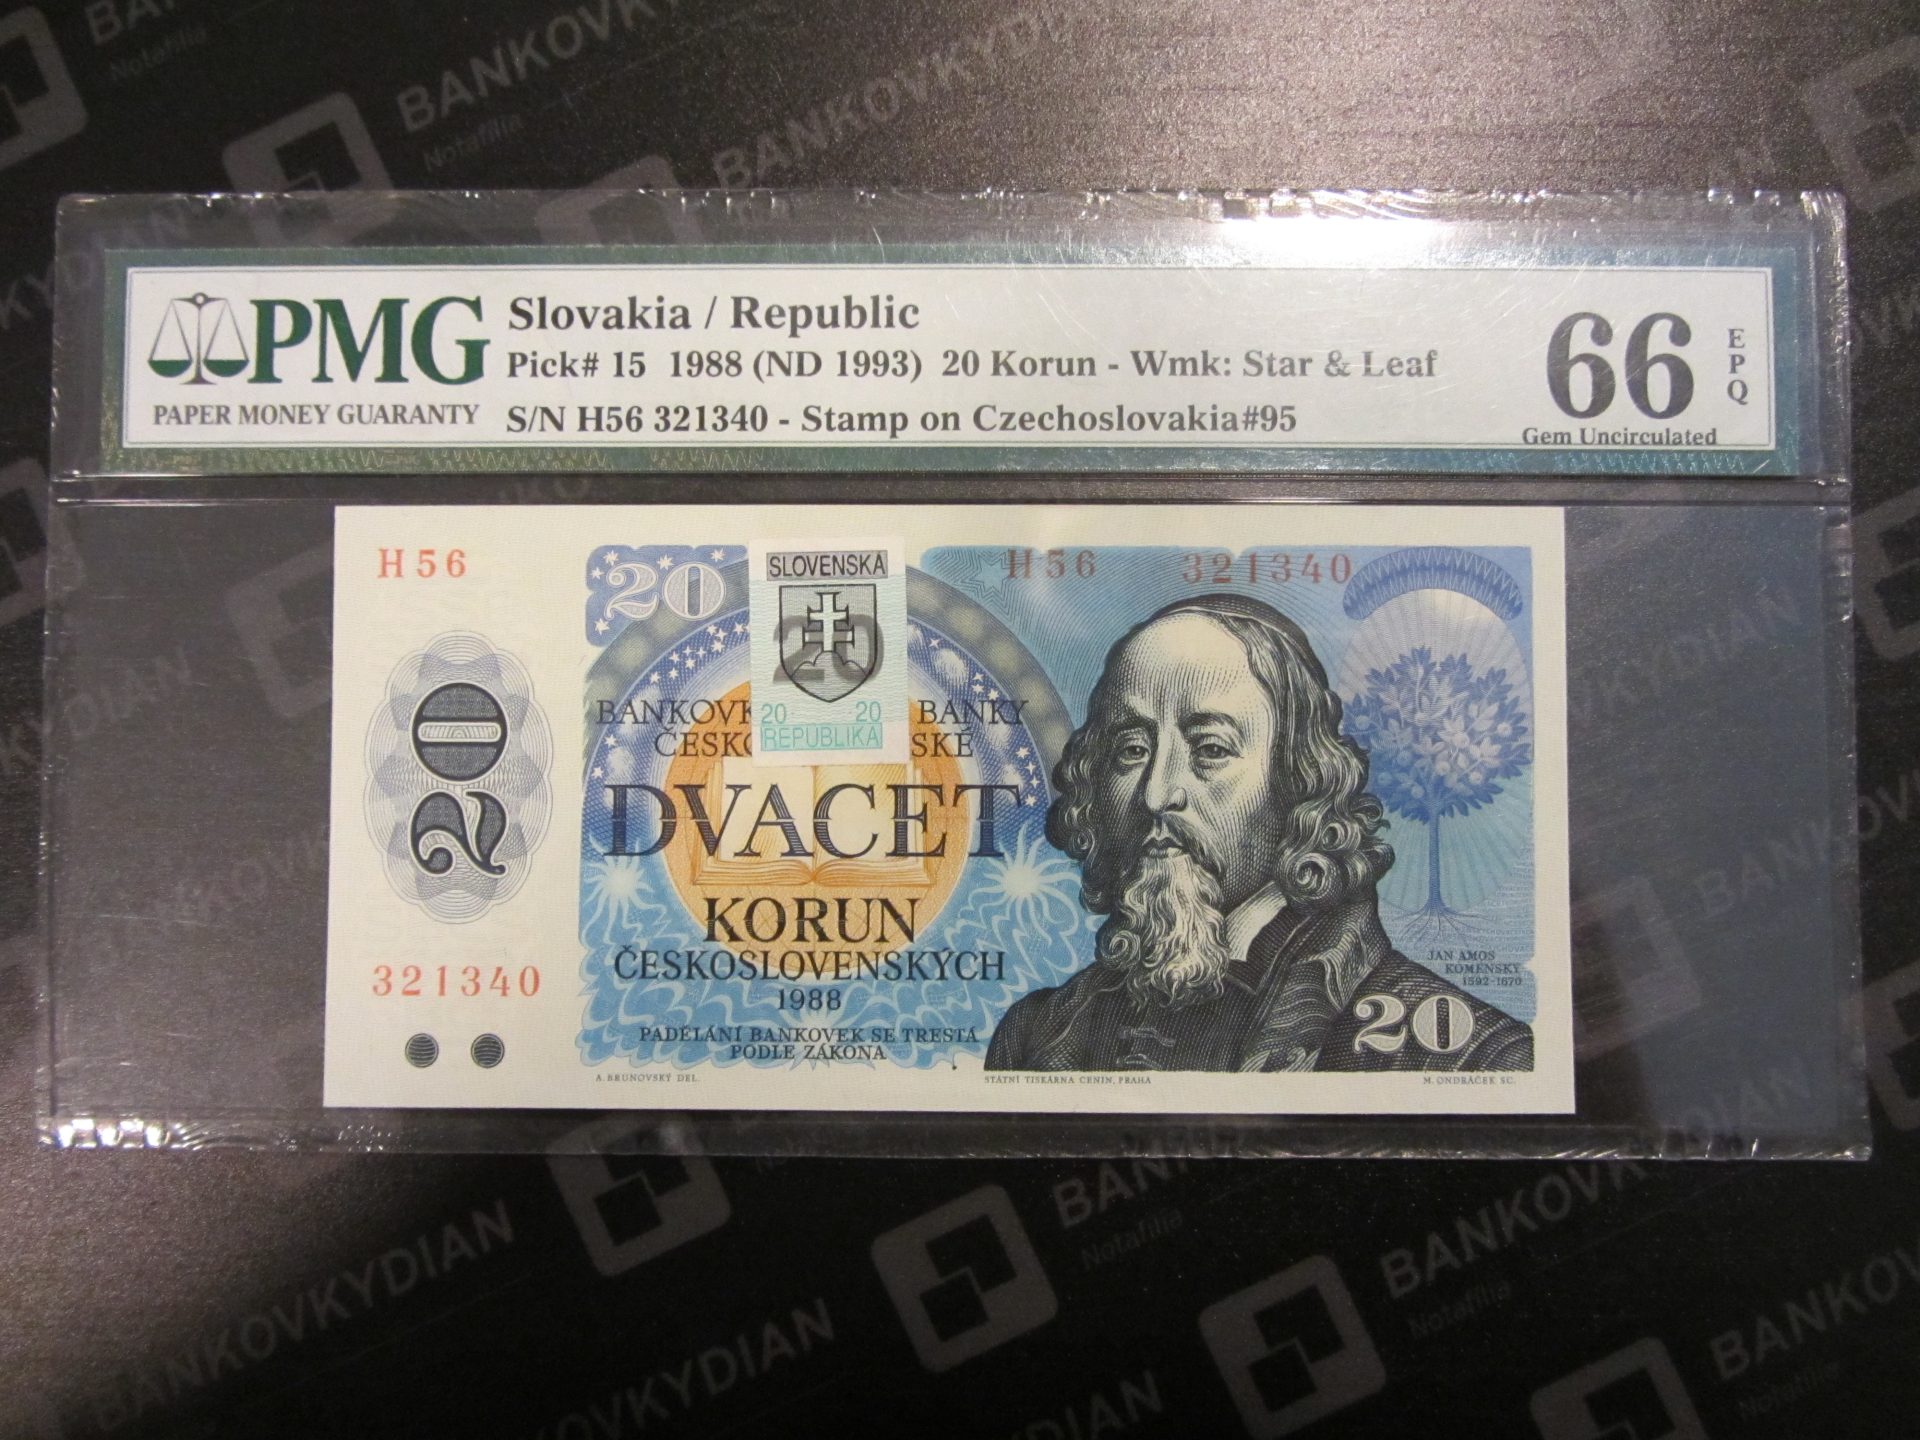 PMG
PAPER MONEY GUARANTY
Slovakia / Republic
Pick# 15 1988 (ND 1993) 20 Korun - Wmk: Star & Leaf
S/N H56 321340 - Stamp on Czechoslovakia#95
66
EPQ
Gem Uncirculated
H56
20
SLOVENSKÁ
20
20 20
REPUBLIKA
H56 321340
20
BANKOVK BANKY
ČESKO SKÉ
DVACET
KORUN
ČESKOSLOVENSKÝCH
1988
PADĚLÁNÍ BANKOVEK SE TRESTÁ
PODLE ZÁKONA
321340
JAN AMOS
KOMENSKÝ
1592-1670
20
A. BRUNOVSKÝ DEL.
STÁTNÍ TISKÁRNA CENIN, PRAHA
M. ONDRÁČEK SC.
BANKOVKYDIAN
Notafilia